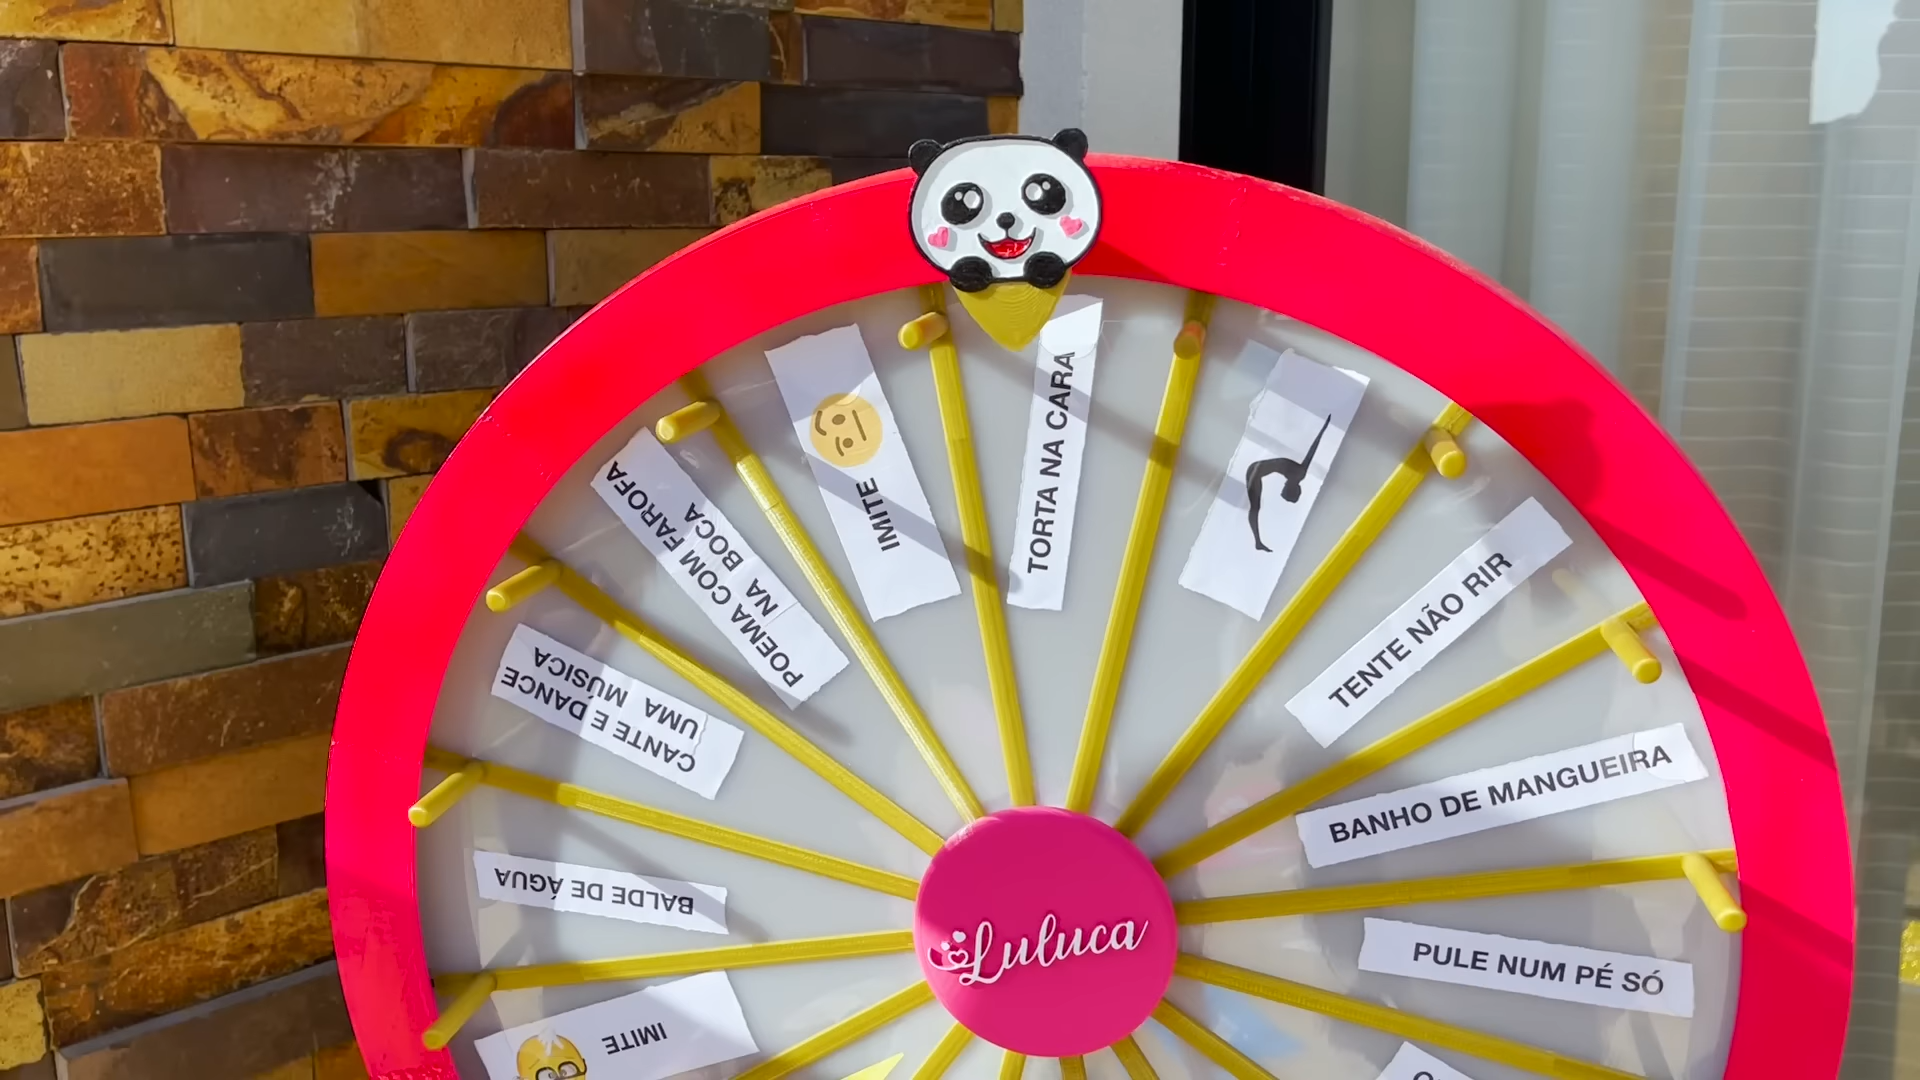 TORTA NA CARA
IMITE
POEMA COM FAROFA
NA BOCA
CANTE E DANCE
UMA MÚSICA
BALDE DE ÁGUA
IMITE
TENTE NÃO RIR
BANHO DE MANGUEIRA
PULE NUM PÉ SÓ
Luluca